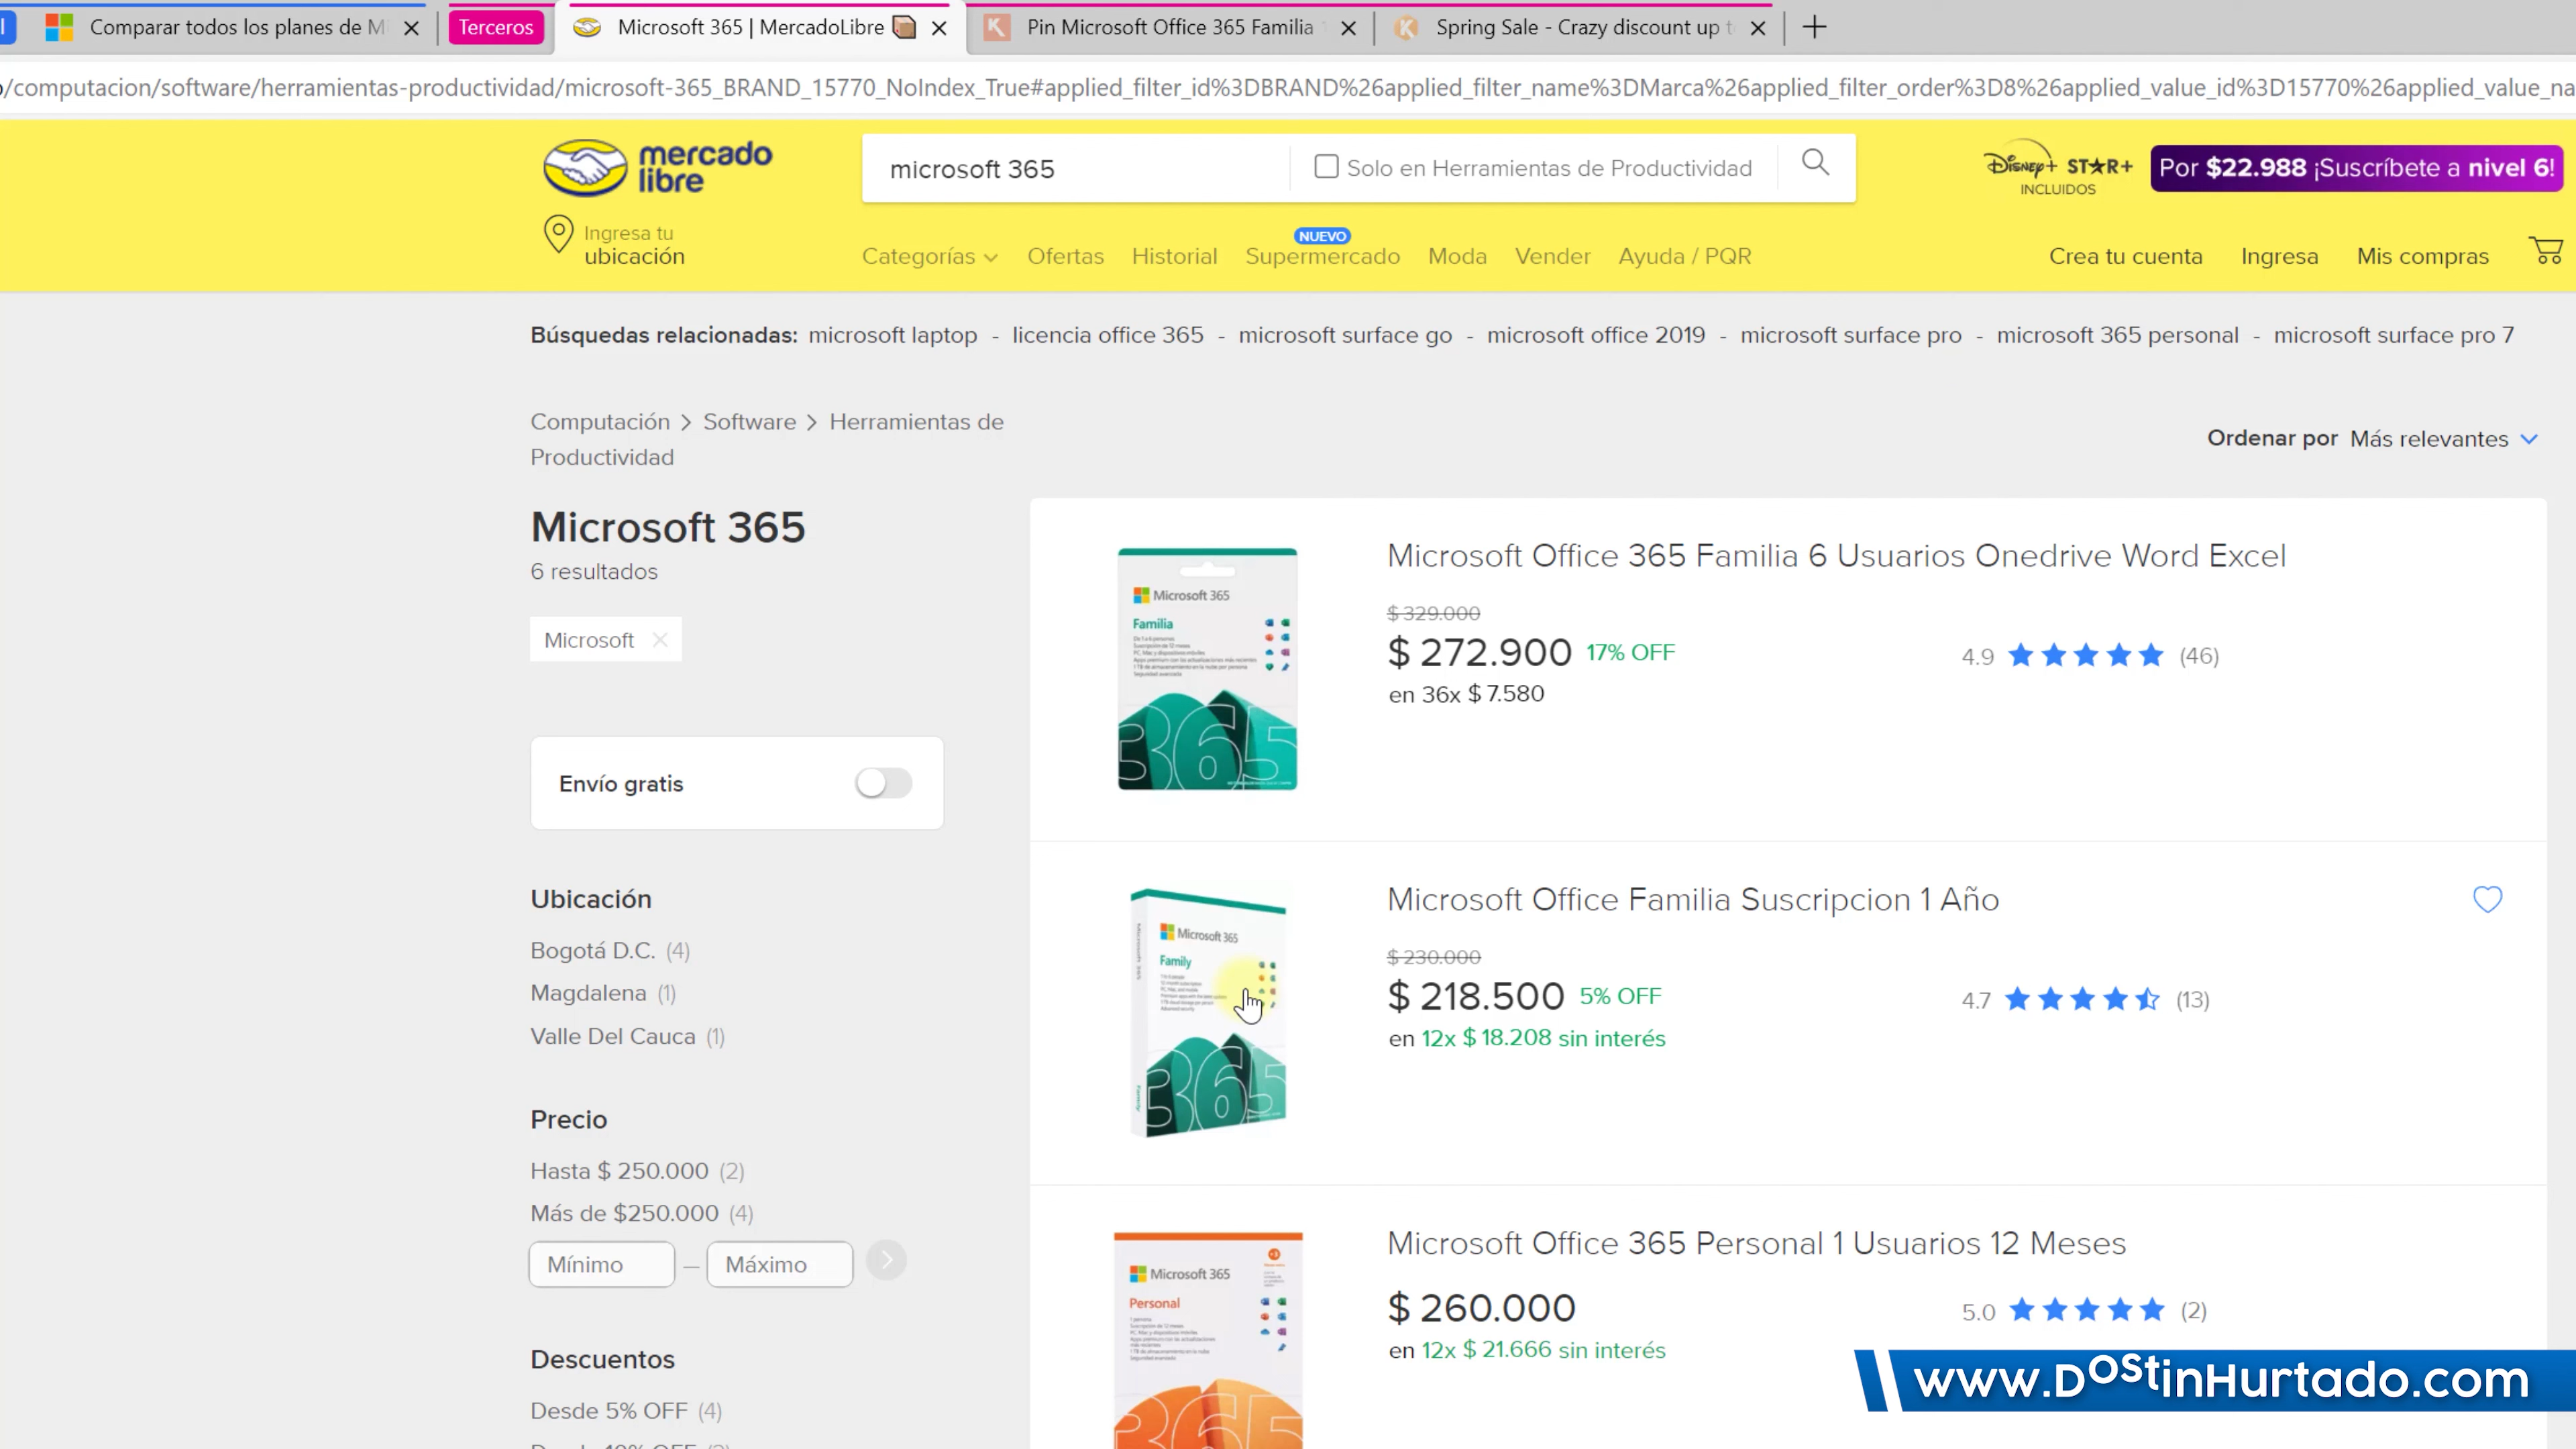 Comparar todos los planes de M
Terceros
Microsoft 365 | MercadoLibre
Pin Microsoft Office 365 Familia
Spring Sale - Crazy discount up t
/computacion/software/herramientas-productividad/microsoft-365_BRAND_15770_NoIndex_True#applied_filter_id%3DBRAND%26applied_filter_name%3DMarca%26applied_filter_order%3D8%26applied_value_id%3D15770%26applied_value_na
mercado
libre
microsoft 365
Solo en Herramientas de Productividad
Disney+ STAR+
INCLUIDOS
Por $22.988 ¡Suscríbete a nivel 6!
Ingresa tu
ubicación
NUEVO
Categorías Ofertas Historial Supermercado Moda Vender Ayuda / PQR
Crea tu cuenta Ingresa Mis compras
Búsquedas relacionadas: microsoft laptop - licencia office 365 - microsoft surface go - microsoft office 2019 - microsoft surface pro - microsoft 365 personal - microsoft surface pro 7
Computación > Software > Herramientas de
Productividad
Ordenar por Más relevantes
Microsoft 365
6 resultados
Microsoft
Envío gratis
Ubicación
Bogotá D.C. (4)
Magdalena (1)
Valle Del Cauca (1)
Precio
Hasta $ 250.000 (2)
Más de $250.000 (4)
Mínimo — Máximo
Descuentos
Desde 5% OFF (4)
Microsoft 365
Familia
365
Microsoft Office 365 Familia 6 Usuarios Onedrive Word Excel
$ 329.000
$ 272.900 17% OFF
en 36x $ 7.580
4.9 (46)
Microsoft 365
Family
365
Microsoft Office Familia Suscripcion 1 Año
$ 230.000
$ 218.500 5% OFF
en 12x $ 18.208 sin interés
4.7 (13)
Microsoft 365
Personal
365
Microsoft Office 365 Personal 1 Usuarios 12 Meses
$ 260.000
en 12x $ 21.666 sin interés
5.0 (2)
www.DOStinHurtado.com